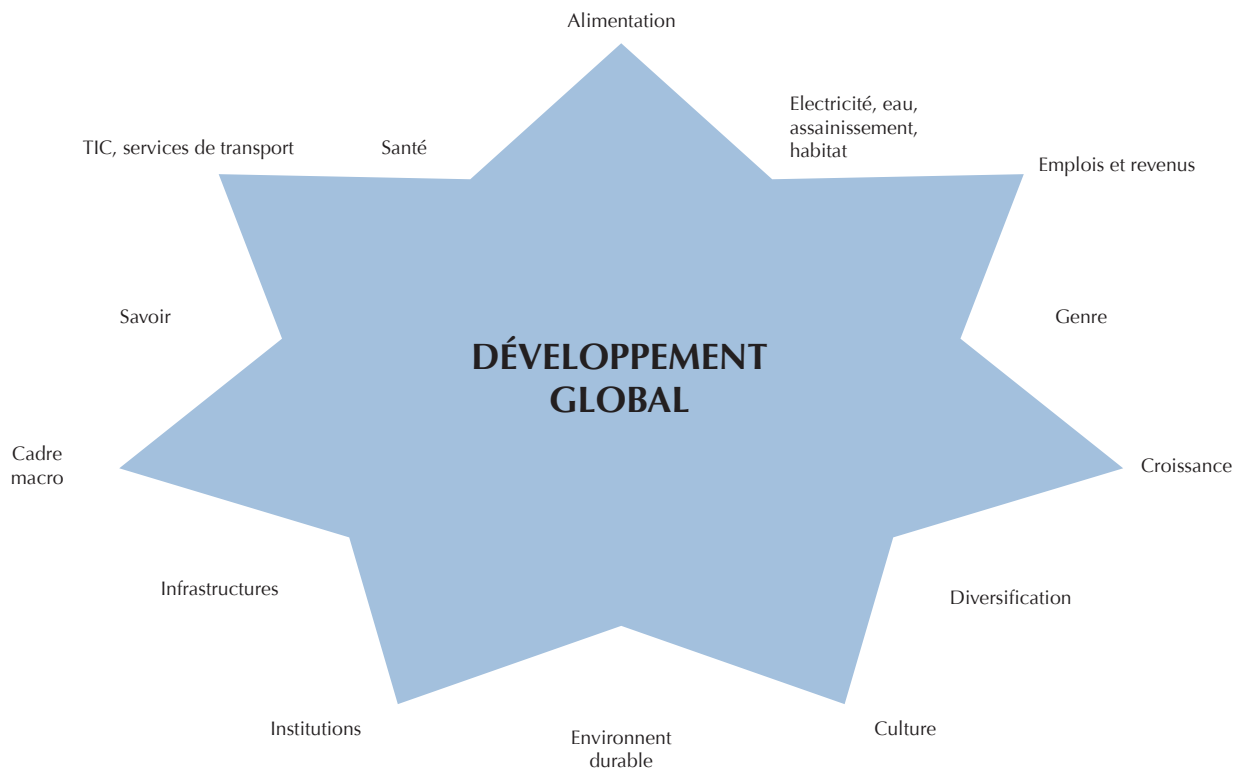 Alimentation
Electricité, eau,
assainissement,
habitat
TIC, services de transport
Santé
Emplois et revenus
Savoir
Genre
DÉVELOPPEMENT
GLOBAL
Cadre
macro
Croissance
Infrastructures
Diversification
Institutions
Environnent
durable
Culture